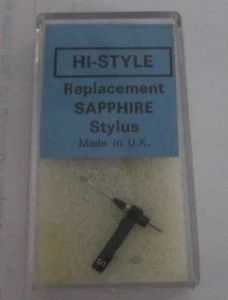 HI-STYLE
Replacement
SAPPHIRE
Stylus
Made in U.K.
S